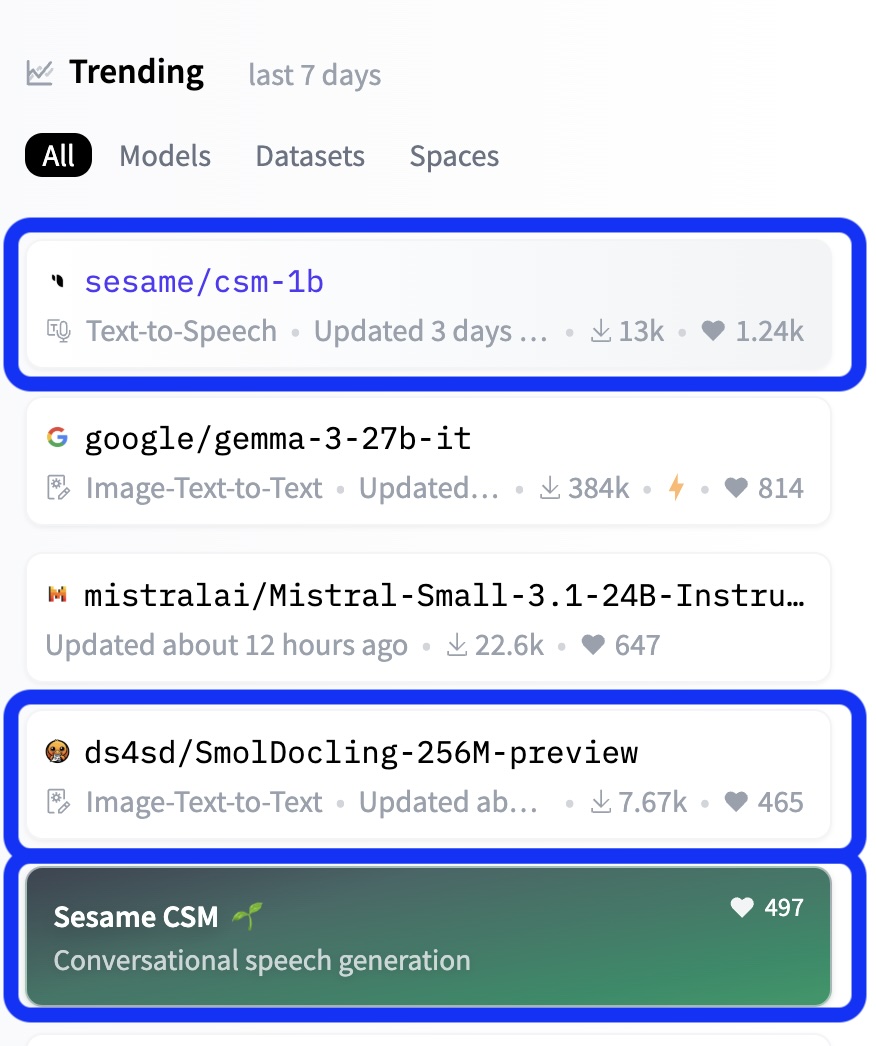 Trending last 7 days
All Models Datasets Spaces
sesame/csm-1b
Text-to-Speech • Updated 3 days ... • 13k • 1.24k
google/gemma-3-27b-it
Image-Text-to-Text • Updated... • 384k • • 814
mistralai/Mistral-Small-3.1-24B-Instru...
Updated about 12 hours ago • 22.6k • 647
ds4sd/SmolDocling-256M-preview
Image-Text-to-Text • Updated ab... • 7.67k • 465
Sesame CSM 🌱 497
Conversational speech generation